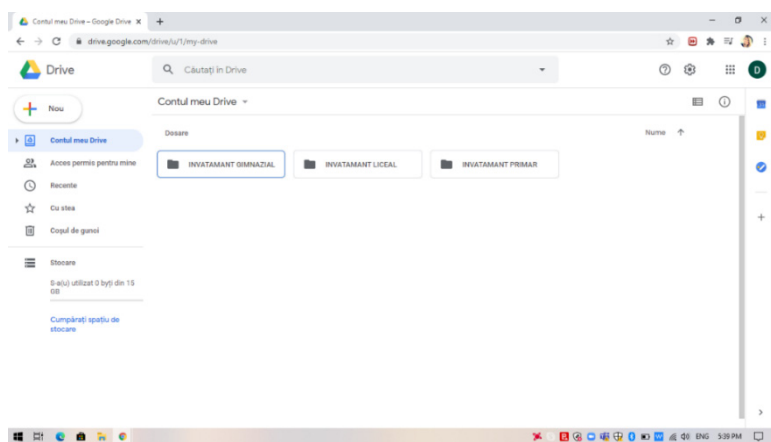 Contul meu Drive – Google Drive
drive.google.com/drive/u/1/my-drive
Drive
Căutați în Drive
D
Nou
Contul meu Drive
Contul meu Drive
Dosare
Nume
Acces permis pentru mine
INVATAMANT GIMNAZIAL
INVATAMANT LICEAL
INVATAMANT PRIMAR
Recente
Cu stea
Coșul de gunoi
Stocare
S-a(u) utilizat 0 byți din 15
GB
Cumpărați spațiu de
stocare
ENG
5:39 PM